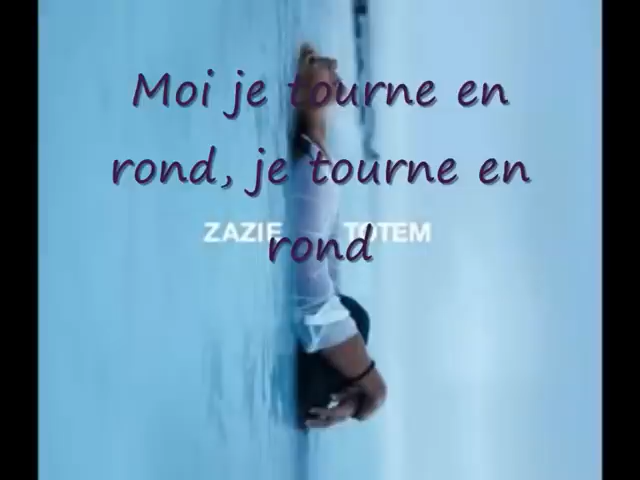 Moi je tourne en
rond, je tourne en
rond
ZAZIE TOTEM